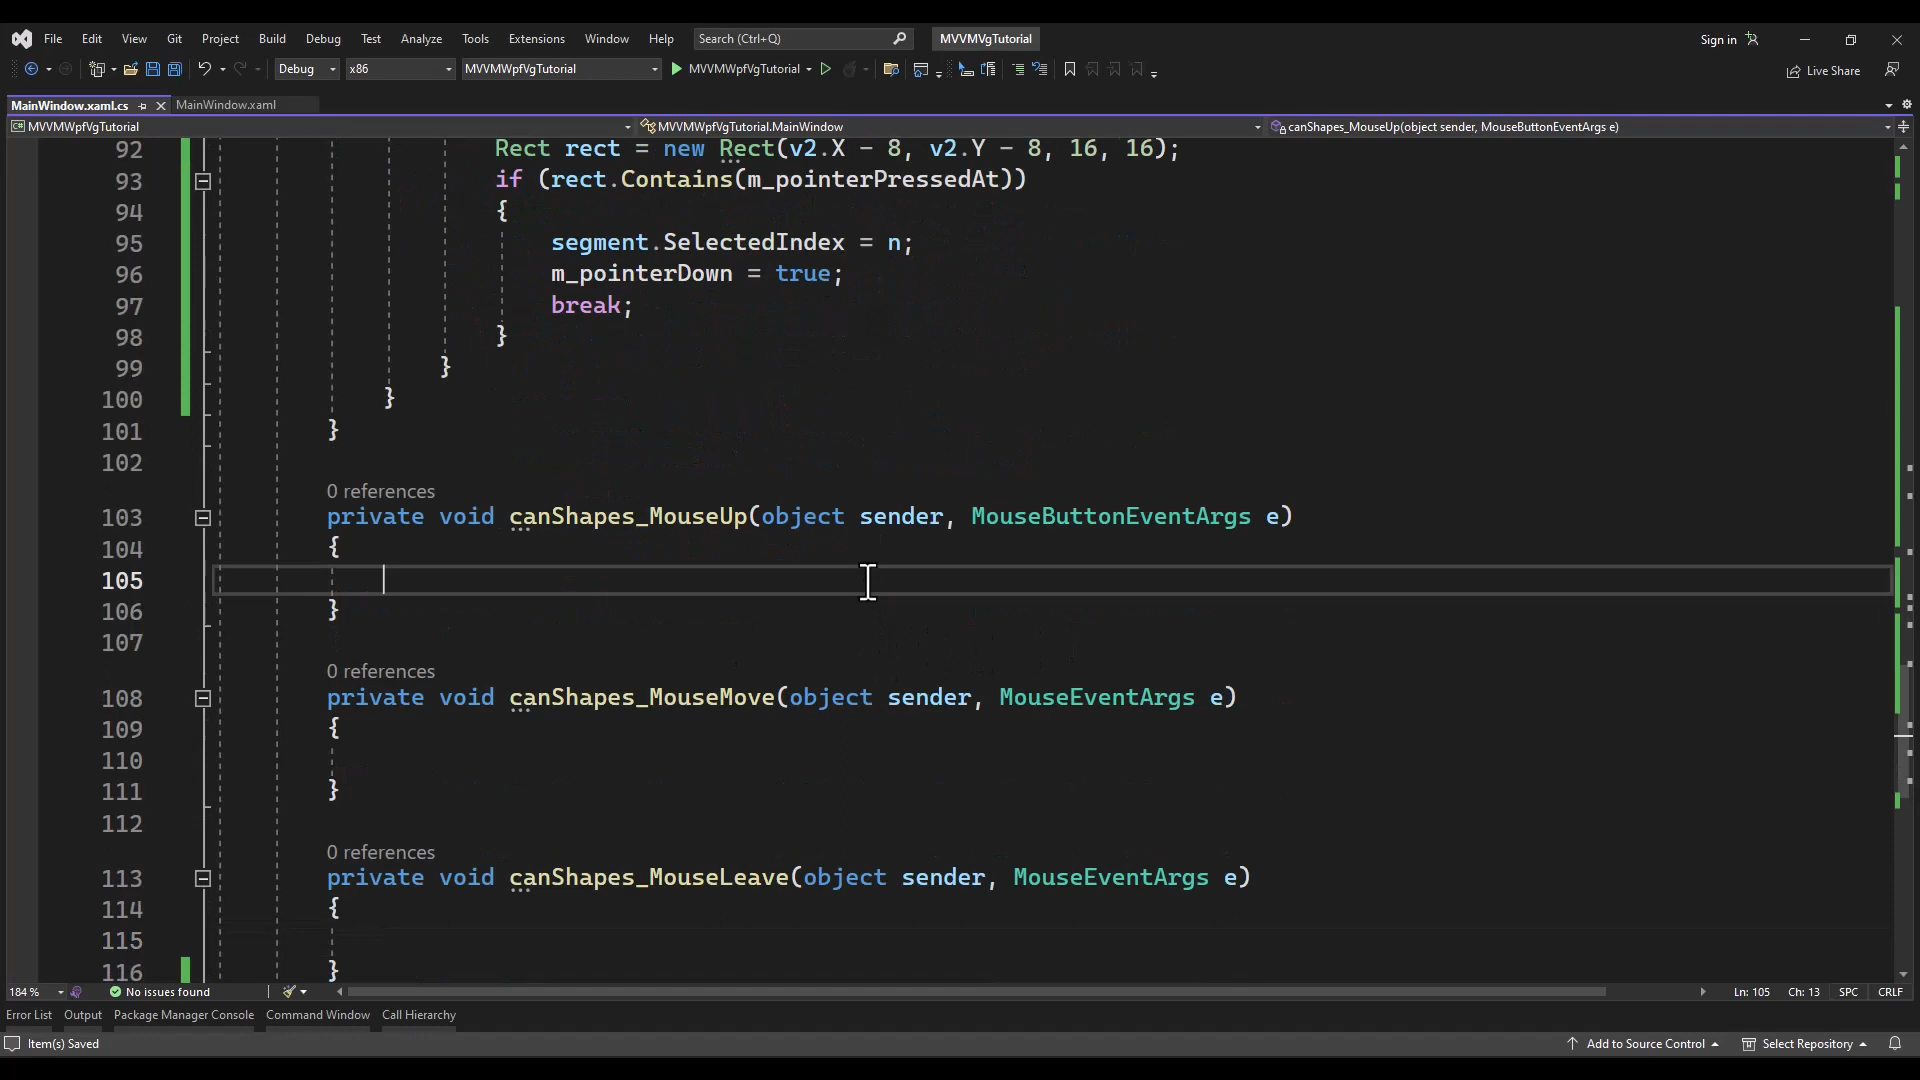 File Edit View Git Project Build Debug Test Analyze Tools Extensions Window Help Search (Ctrl+Q) MVVMVgTutorial Sign in
Debug x86 MVVMWpfVgTutorial MVVMWpfVgTutorial Live Share
MainWindow.xaml.cs MainWindow.xaml
MVVMWpfVgTutorial MVVMWpfVgTutorial.MainWindow canShapes_MouseUp(object sender, MouseButtonEventArgs e)
92 Rect rect = new Rect(v2.X - 8, v2.Y - 8, 16, 16);
93 if (rect.Contains(m_pointerPressedAt))
94 {
95 segment.SelectedIndex = n;
96 m_pointerDown = true;
97 break;
98 }
99 }
100 }
101 }
102
0 references
103 private void canShapes_MouseUp(object sender, MouseButtonEventArgs e)
104 {
105
106 }
107
0 references
108 private void canShapes_MouseMove(object sender, MouseEventArgs e)
109 {
110
111 }
112
0 references
113 private void canShapes_MouseLeave(object sender, MouseEventArgs e)
114 {
115
116 }
184 % No issues found Ln: 105 Ch: 13 SPC CRLF
Error List Output Package Manager Console Command Window Call Hierarchy
Item(s) Saved Add to Source Control Select Repository